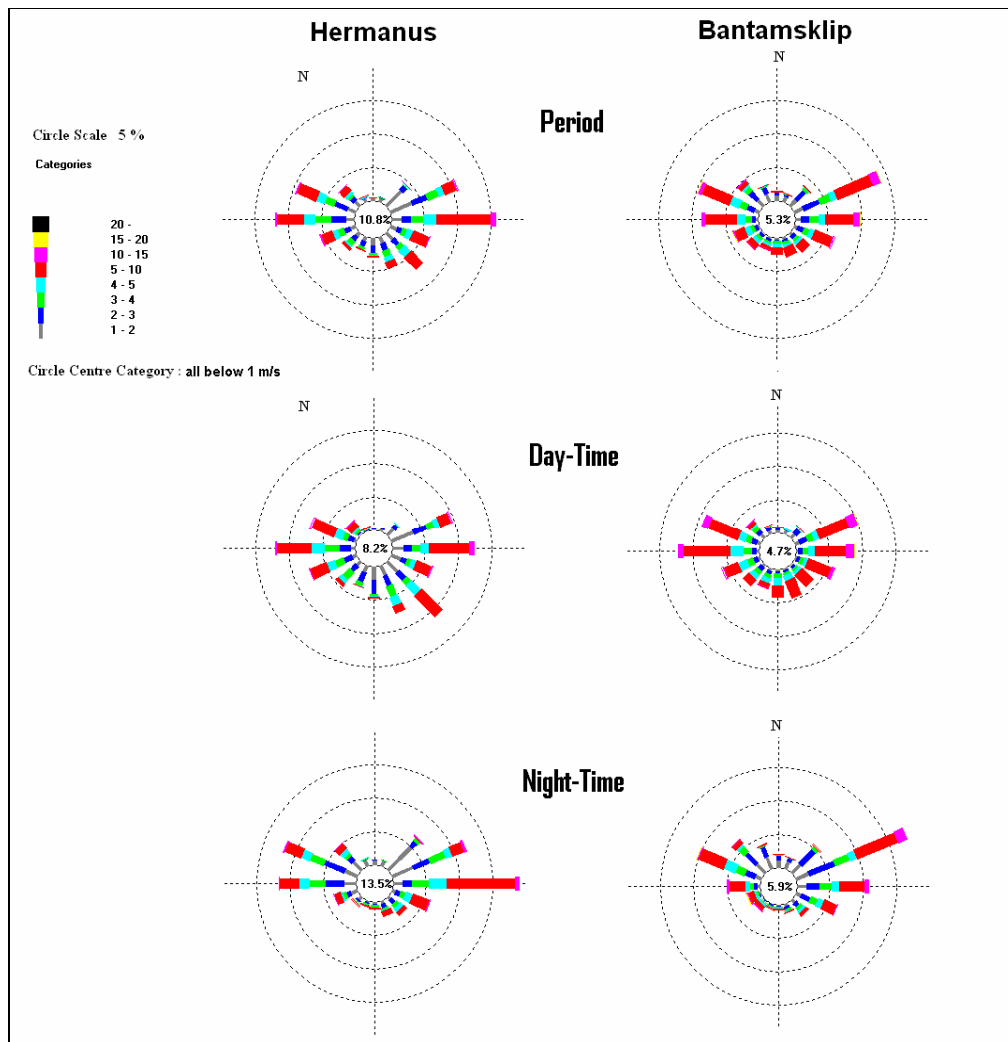 Hermanus
Bantamsklip
N
N
Period
Circle Scale 5 %
Categories
20 -
15 - 20
10 - 15
5 - 10
4 - 5
3 - 4
2 - 3
1 - 2
10.8%
5.3%
Circle Centre Category : all below 1 m/s
N
N
Day-Time
8.2%
4.7%
N
Night-Time
13.5%
5.9%